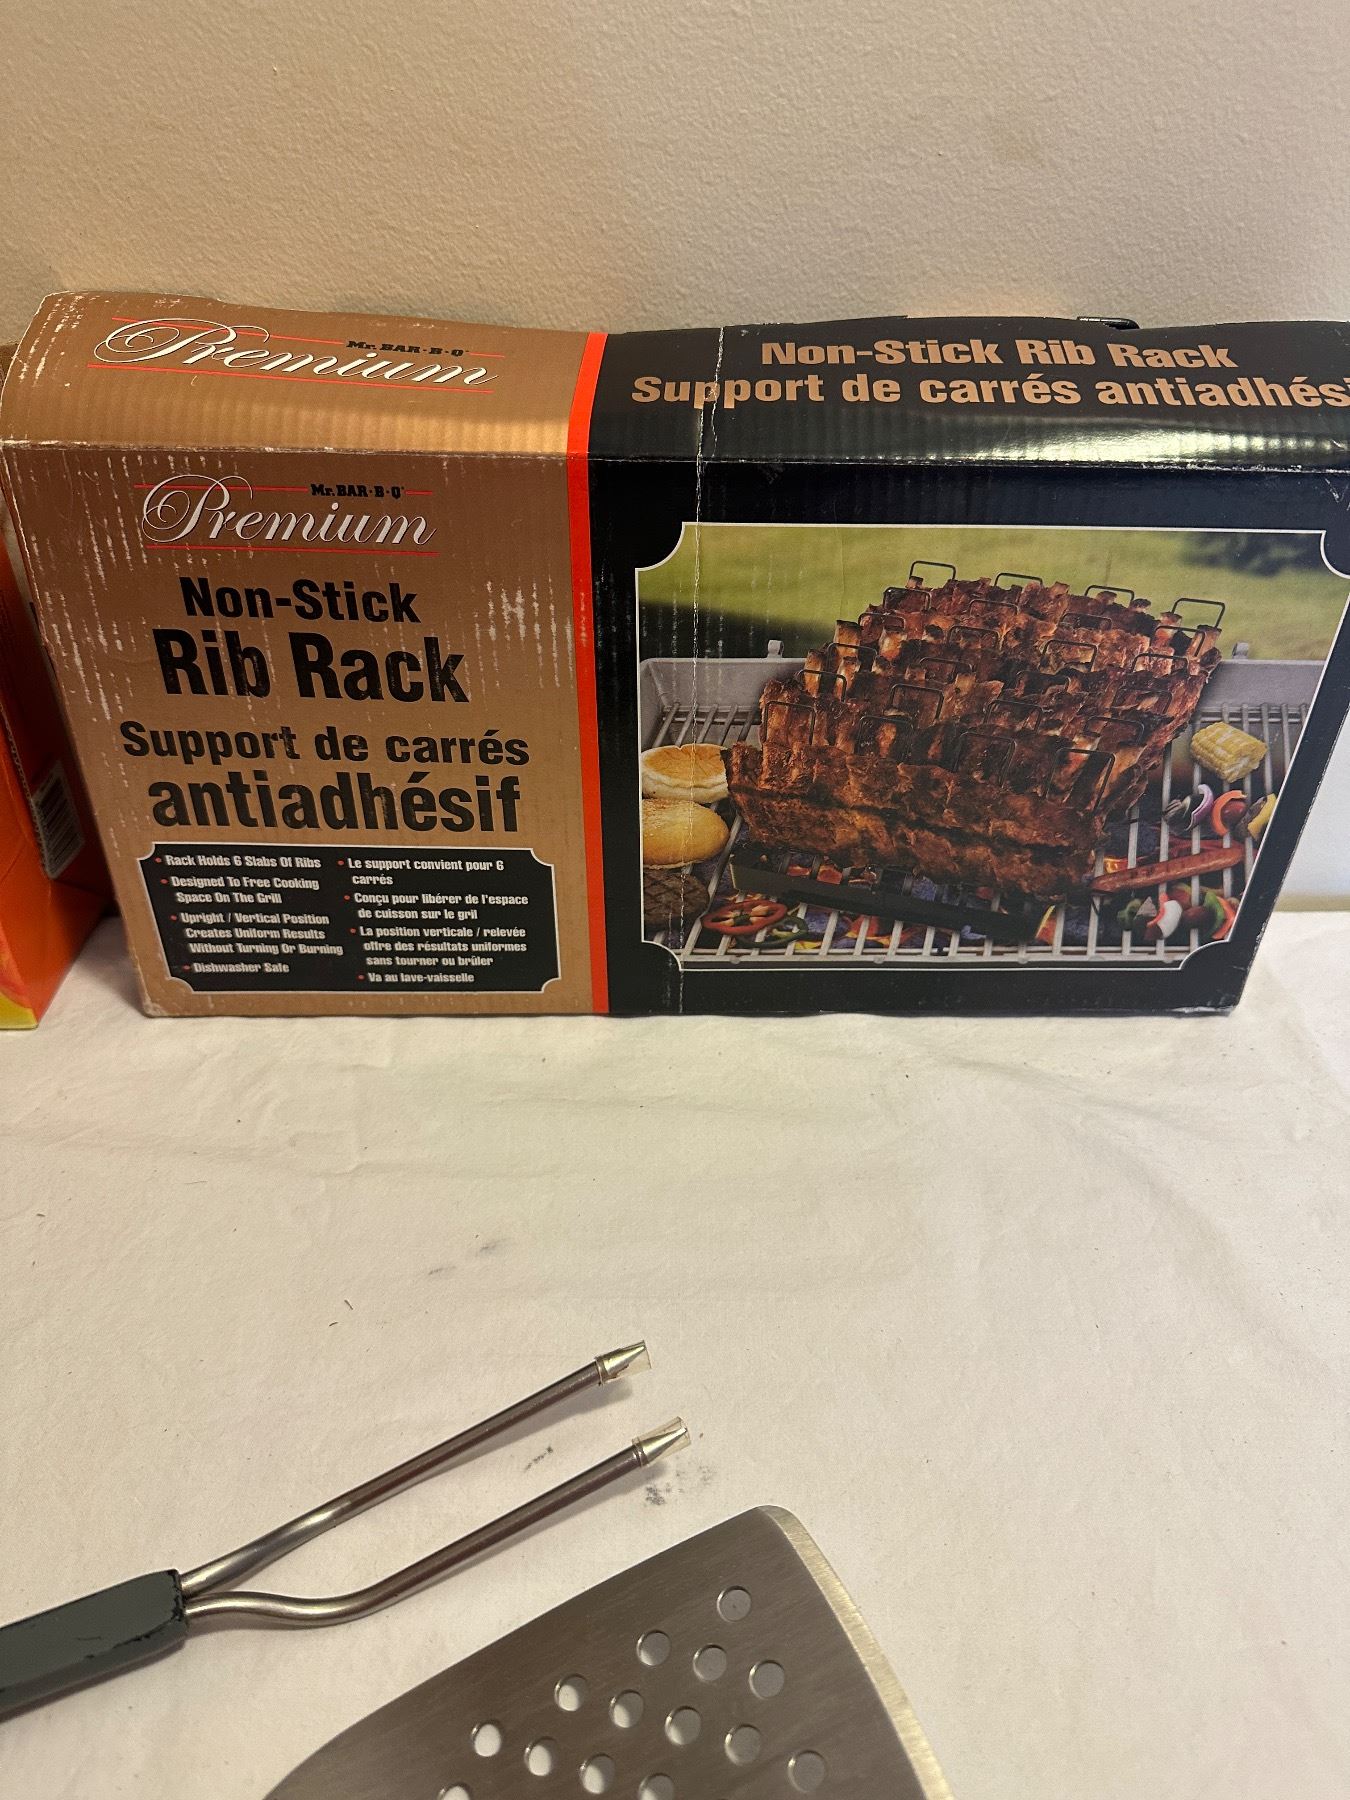 Mr. BAR·B·Q®
Premium
Non-Stick Rib Rack
Support de carrés antiadhési
Mr. BAR·B·Q®
Premium
Non-Stick
Rib Rack
Support de carrés
antiadhésif
• Rack Holds 6 Slabs Of Ribs
• Designed To Free Cooking
Space On The Grill
• Upright / Vertical Position
Creates Uniform Results
Without Turning Or Burning
• Dishwasher Safe
• Le support convient pour 6
carrés
• Conçu pour libérer de l'espace
de cuisson sur le gril
• La position verticale / relevée
offre des résultats uniformes
sans tourner ou brûler
• Va au lave-vaisselle